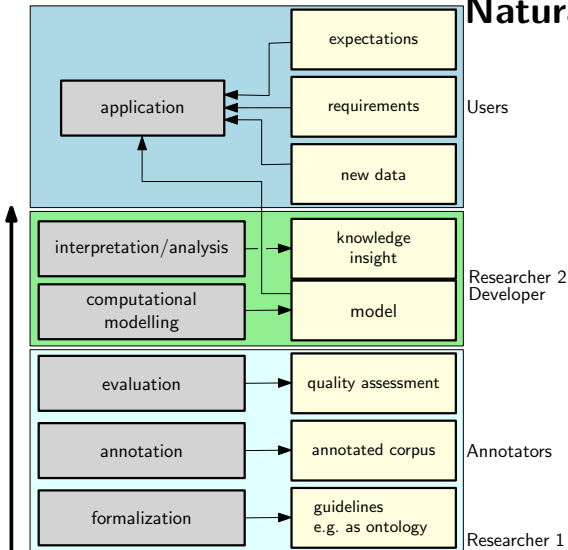 Natura
expectations
application
requirements
Users
new data
interpretation/analysis
knowledge
insight
Researcher 2
Developer
computational
modelling
model
evaluation
quality assessment
annotation
annotated corpus
Annotators
formalization
guidelines
e.g. as ontology
Researcher 1